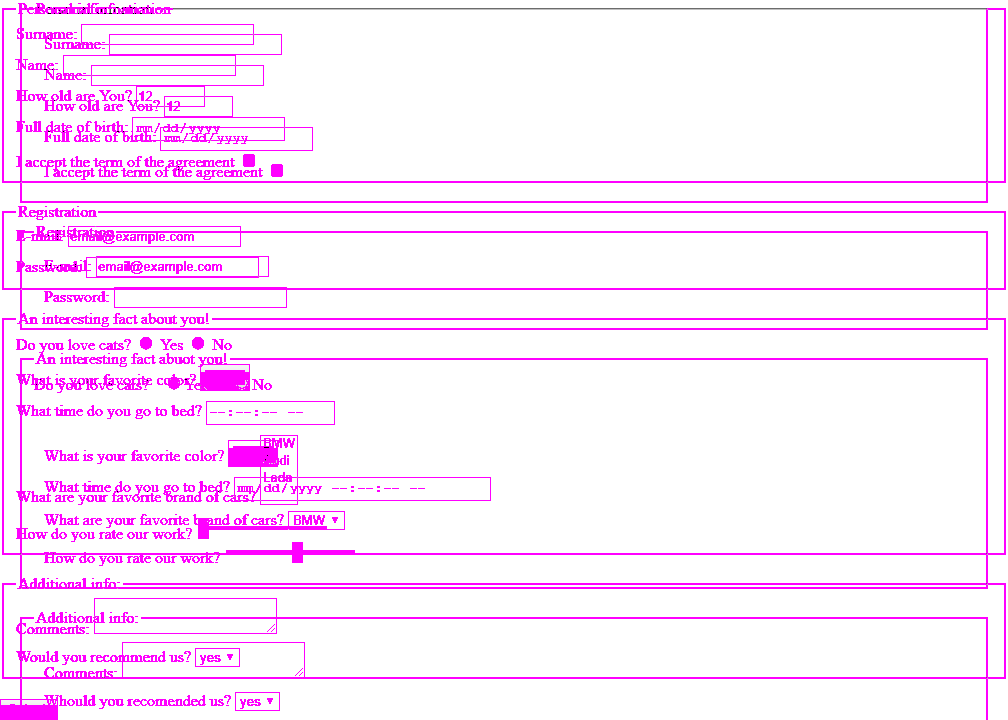 Personal information
Personal information
Surname:
Surname:
Name:
Name:
How old are You? 12
How old are You? 12
Full date of birth: mm/dd/yyyy
Full date of birth: mm/dd/yyyy
I accept the term of the agreement
I accept the term of the agreement
Registration
Registration
E-mail: email@example.com
E-mail: email@example.com
Password:
Password:
An interesting fact about you!
Do you love cats? Yes No
An interesting fact abuot you!
What is your favorite color?
Do you love cats? Yes No
What time do you go to bed? --:--:-- --
BMW
What is your favorite color?
Audi
Lada
What time do you go to bed? mm/dd/yyyy --:--:-- --
What are your favorite brand of cars?
What are your favorite brand of cars? BMW
How do you rate our work?
How do you rate our work?
Additional info:
Additional info:
Comments:
Would you recommend us? yes
Comments:
Whould you recomended us? yes